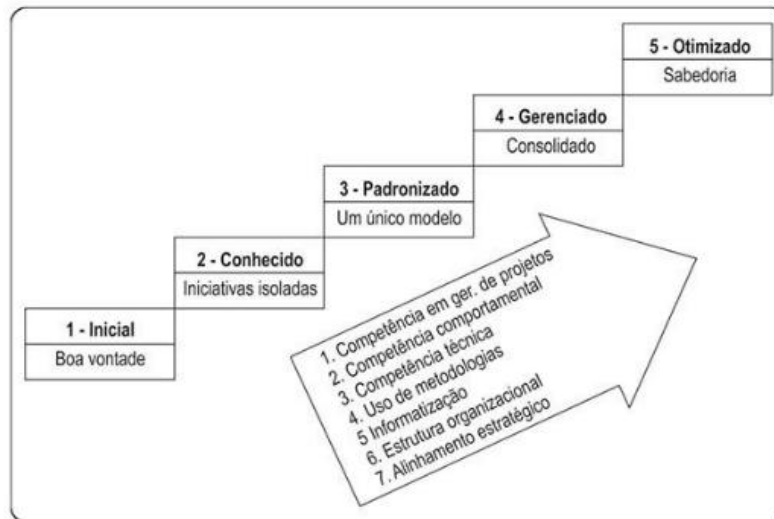 5 - Otimizado
Sabedoria
4 - Gerenciado
Consolidado
3 - Padronizado
Um único modelo
2 - Conhecido
Iniciativas isoladas
1 - Inicial
Boa vontade
1. Competência em ger. de projetos
2. Competência comportamental
3. Competência técnica
4. Uso de metodologias
5 Informatização
6. Estrutura organizacional
7. Alinhamento estratégico